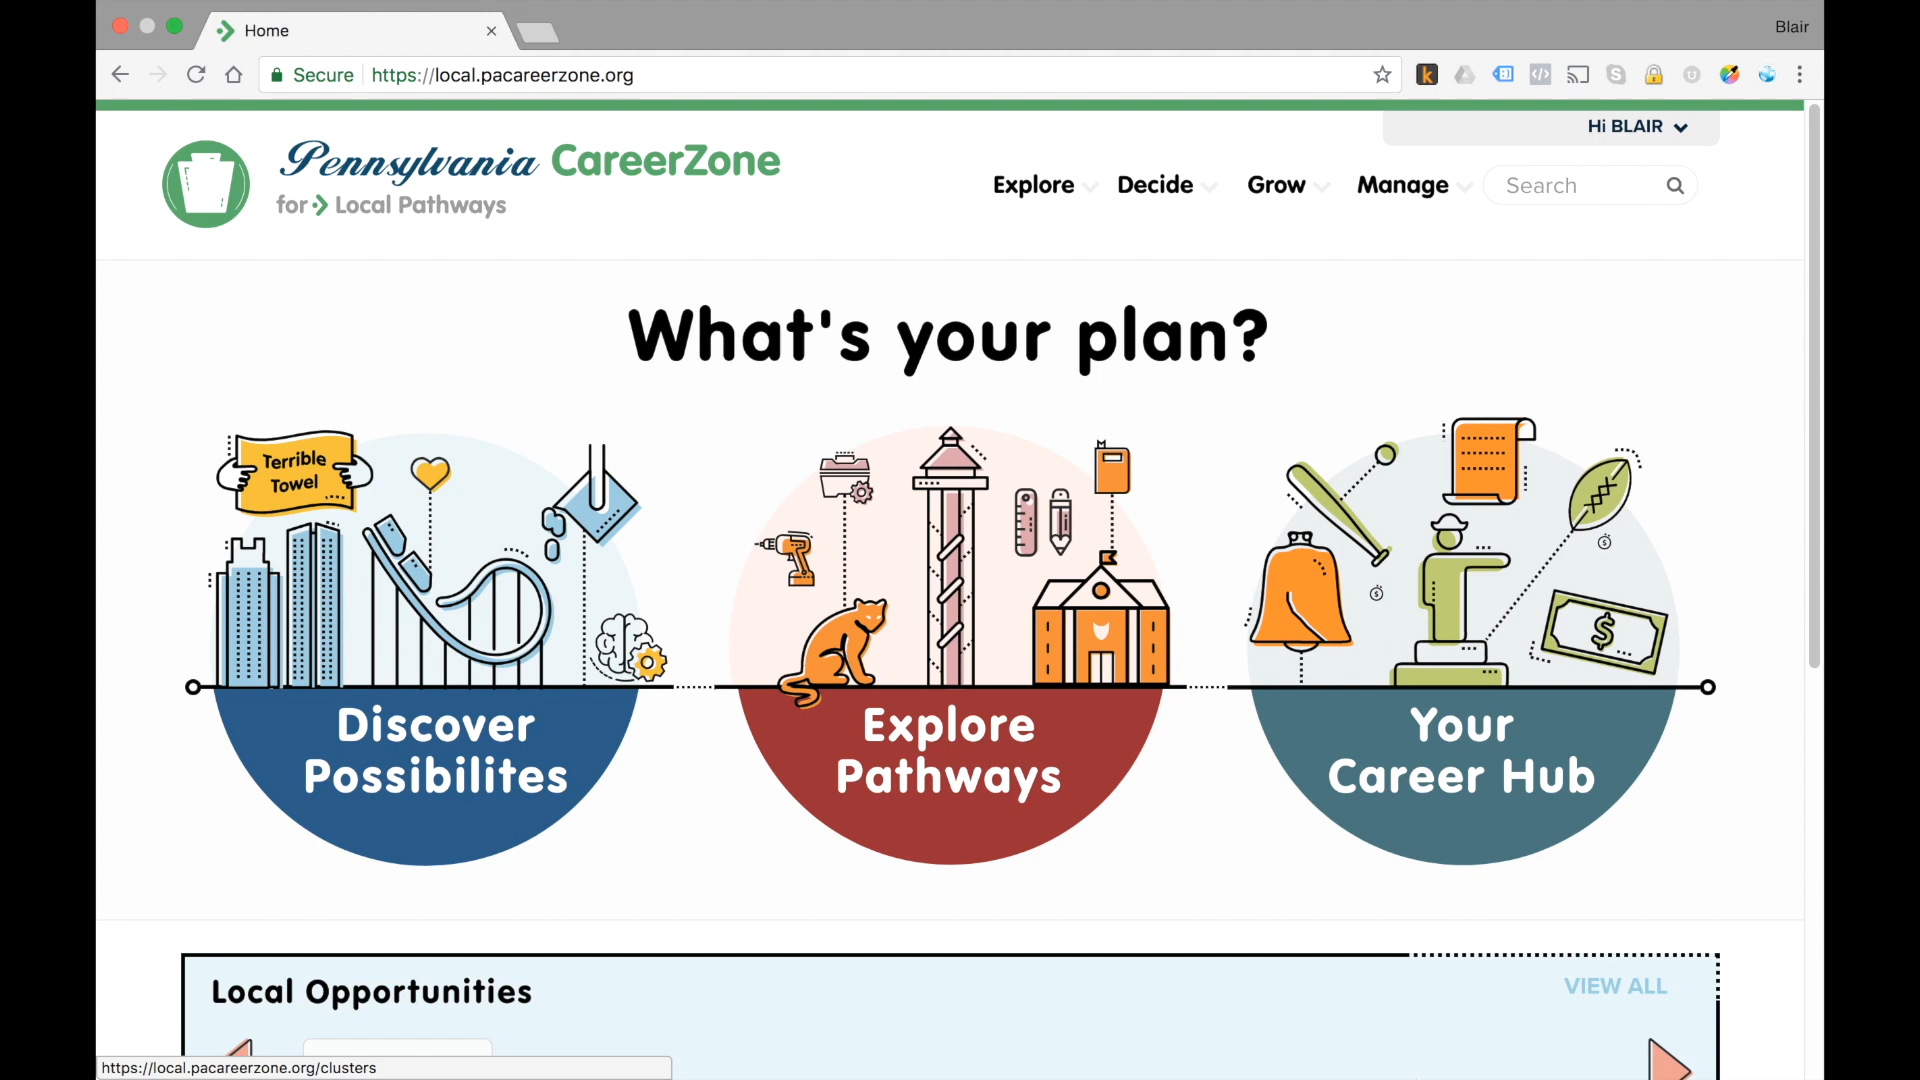 Home
Blair
Secure
https://local.pacareerzone.org
Hi BLAIR
Pennsylvania CareerZone
for Local Pathways
Explore
Decide
Grow
Manage
Search
What's your plan?
Terrible
Towel
Discover
Possibilites
Explore
Pathways
Your
Career Hub
Local Opportunities
VIEW ALL
https://local.pacareerzone.org/clusters